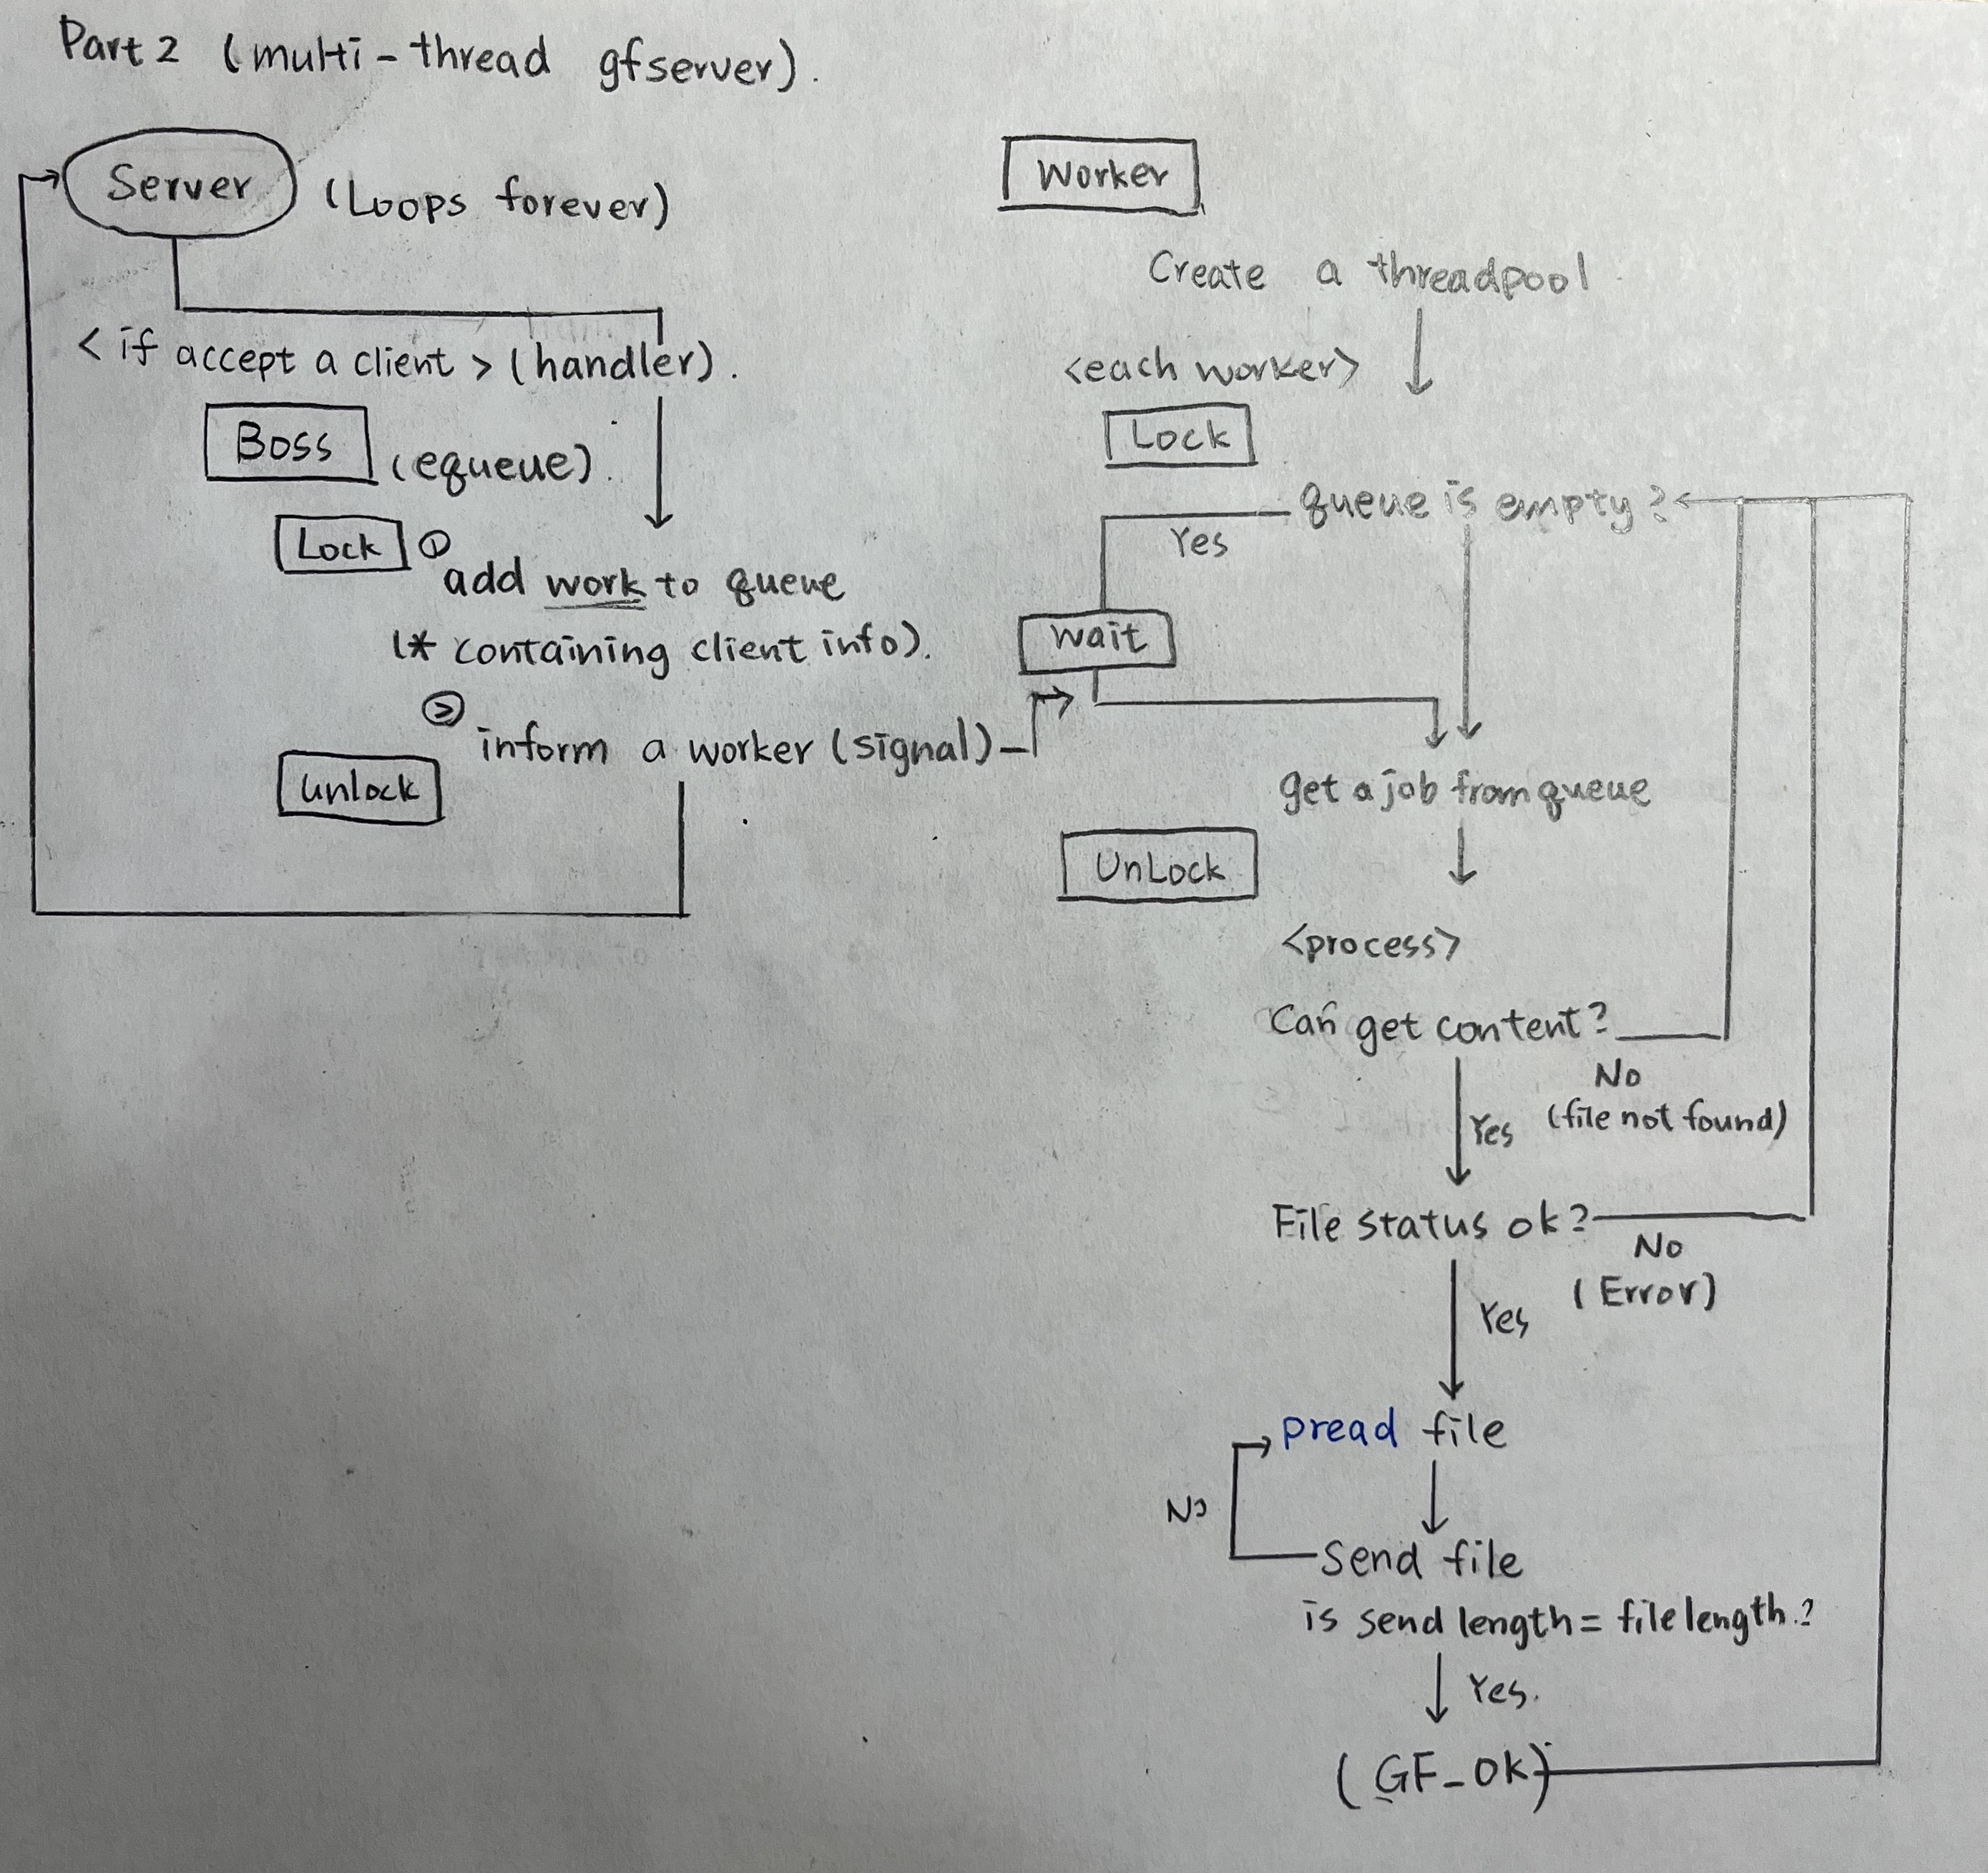 Part 2 (multi-thread gfserver).
Server (Loops forever)
< if accept a client > (handler).
Boss (equeue).
Lock ①
add work to queue
(* containing client info).
②
inform a worker (signal)
unlock
Worker
Create a threadpool
<each worker>
Lock
queue is empty?
Yes
wait
get a job from queue
UnLock
<process>
Can get content?
No
(file not found)
Yes
File status ok?
No
(Error)
Yes
pread file
No
Send file
is send length = file length.?
Yes.
(GF_OK)